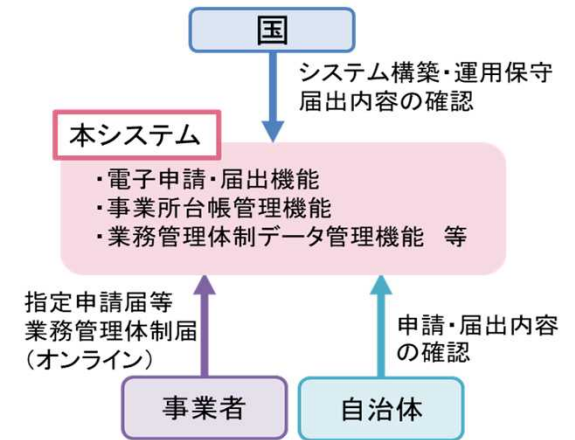 国
システム構築・運用保守
届出内容の確認
本システム
・電子申請・届出機能
・事業所台帳管理機能
・業務管理体制データ管理機能　等
指定申請届等
業務管理体制届
（オンライン）
申請・届出内容
の確認
事業者
自治体